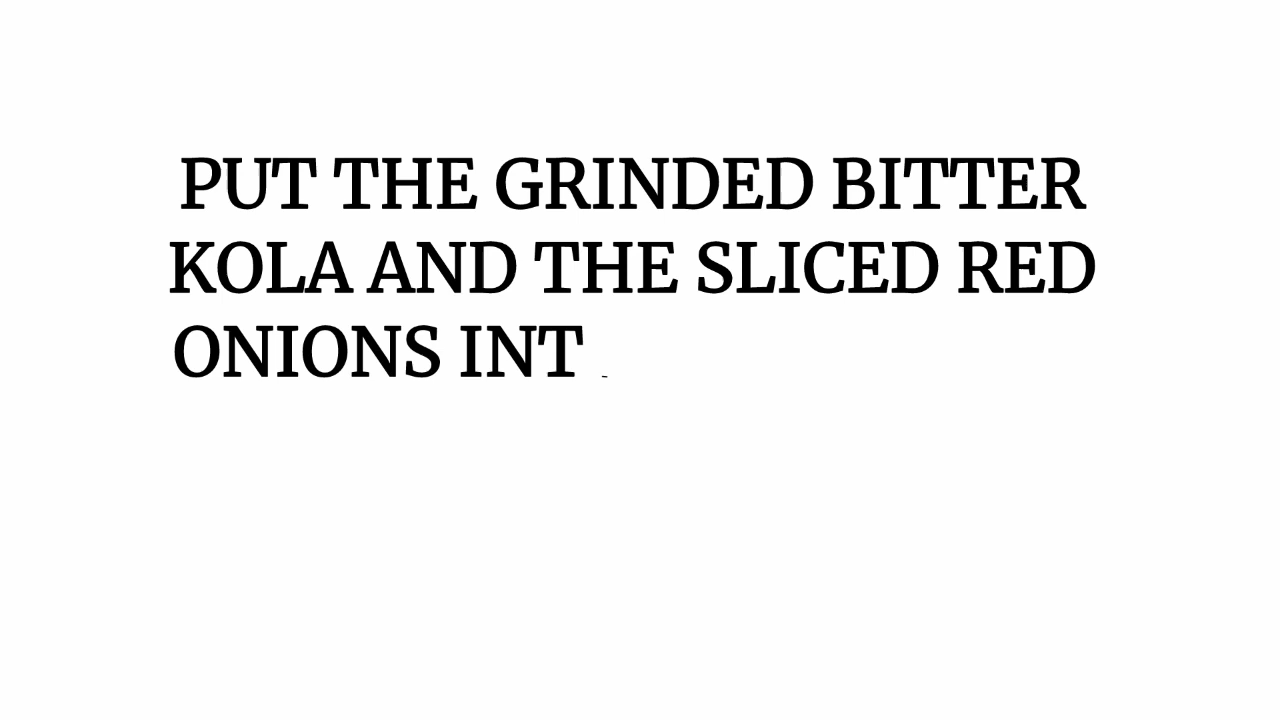 PUT THE GRINDED BITTER
KOLA AND THE SLICED RED
ONIONS INT